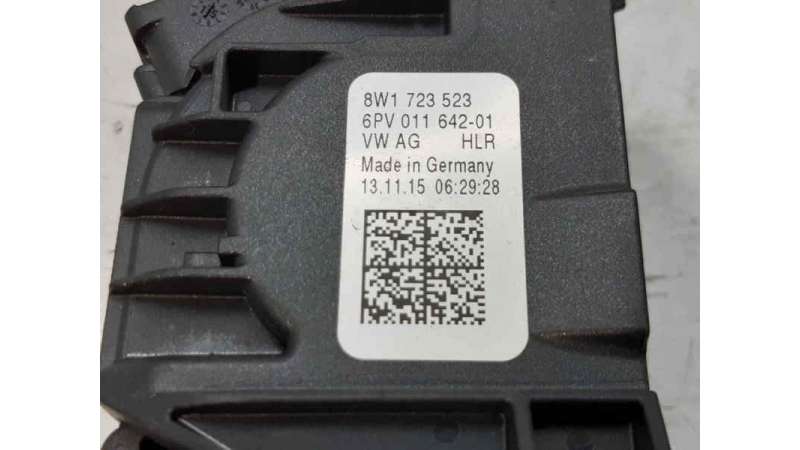 8W1 723 523
6PV 011 642-01
VW AG HLR
Made in Germany
13.11.15 06:29:28